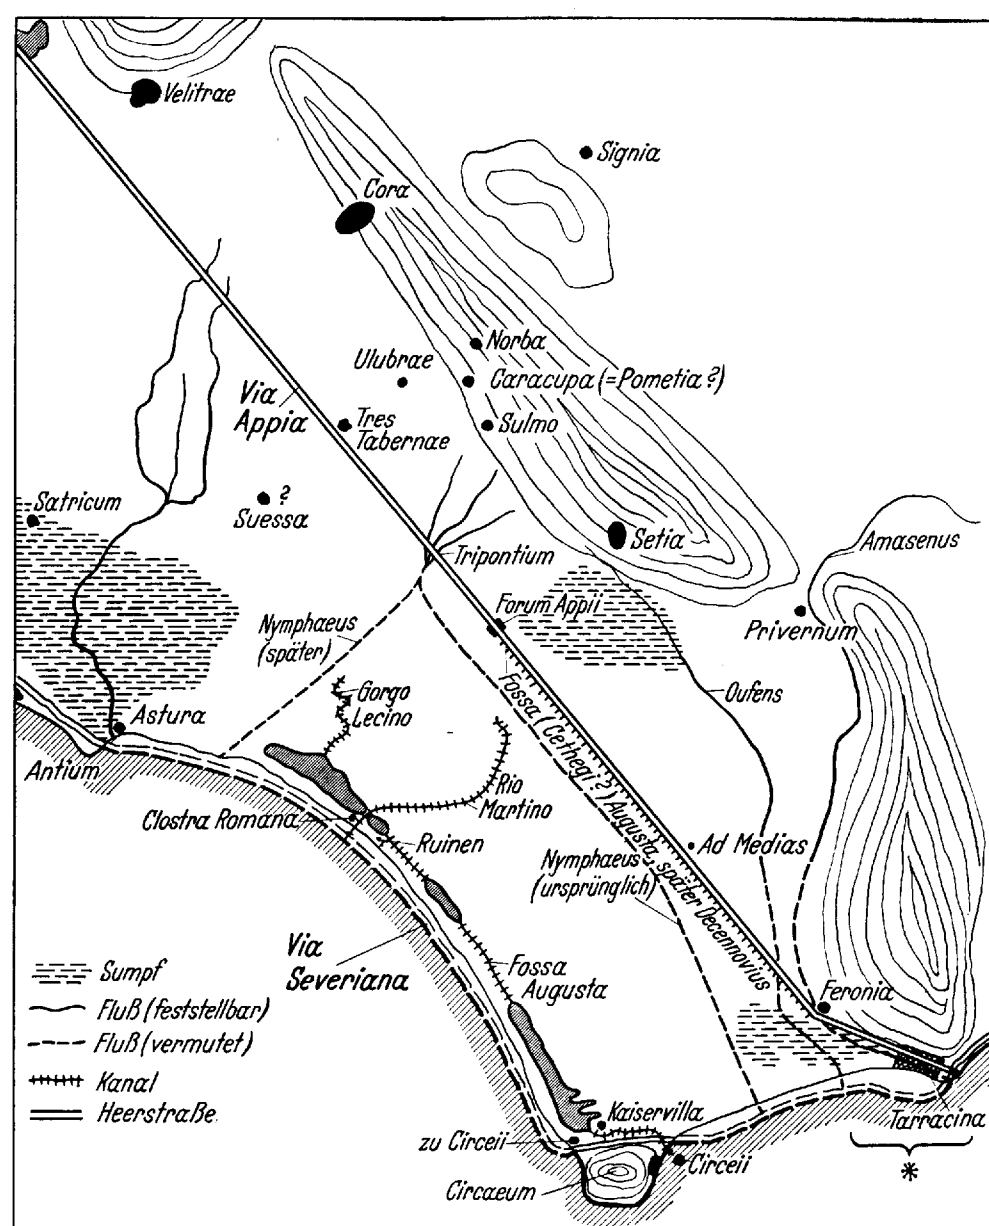 Velitrae
Signia
Cora
Norba
Ulubrae
Caracupa (=Pometia?)
Via
Appia
Tres
Tabernae
Sulmo
Satricum
?
Suessa
Setia
Amasenus
Tripontium
Forum Appii
Privernum
Nymphaeus
(später)
Oufens
Gorgo
Lecino
Fossa (Cethegi?) Augusta, später Decennovius
Astura
Antium
Rio
Martino
Clostra Romana
Ruinen
Ad Medias
Nymphaeus
(ursprünglich)
Via
Severiana
Fossa
Augusta
Feronia
Sumpf
Fluß (feststellbar)
Fluß (vermutet)
Kanal
Heerstraße
Kaiservilla
Tarracina
zu Circeii
Circeii
Circaeum
*